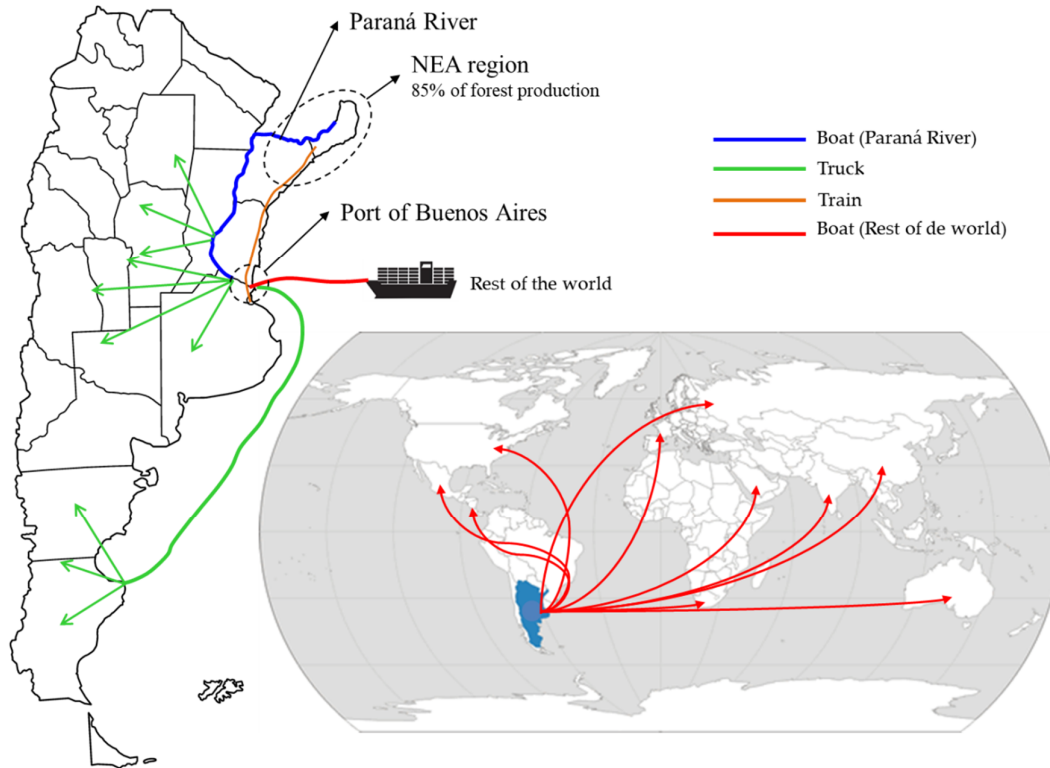 Paraná River
NEA region
85% of forest production
Boat (Paraná River)
Truck
Train
Boat (Rest of de world)
Port of Buenos Aires
Rest of the world